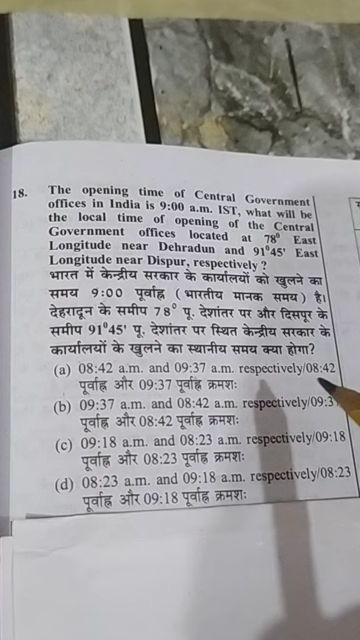 18. The opening time of Central Government
offices in India is 9:00 a.m. IST, what will be
the local time of opening of the Central
Government offices located at 78⁰ East
Longitude near Dehradun and 91⁰45' East
Longitude near Dispur, respectively ?
भारत में केन्द्रीय सरकार के कार्यालयों को खुलने का
समय 9:00 पूर्वाह्न (भारतीय मानक समय) है।
देहरादून के समीप 78° पू. देशांतर पर और दिसपुर के
समीप 91⁰45' पू. देशांतर पर स्थित केन्द्रीय सरकार के
कार्यालयों के खुलने का स्थानीय समय क्या होगा?
(a) 08:42 a.m. and 09:37 a.m. respectively/08:42
पूर्वाह्न और 09:37 पूर्वाह्न क्रमशः
(b) 09:37 a.m. and 08:42 a.m. respectively/09:3
पूर्वाह्न और 08:42 पूर्वाह्न क्रमशः
(c) 09:18 a.m. and 08:23 a.m. respectively/09:18
पूर्वाह्न और 08:23 पूर्वाह्न क्रमशः
(d) 08:23 a.m. and 09:18 a.m. respectively/08:23
पूर्वाह्न और 09:18 पूर्वाह्न क्रमशः